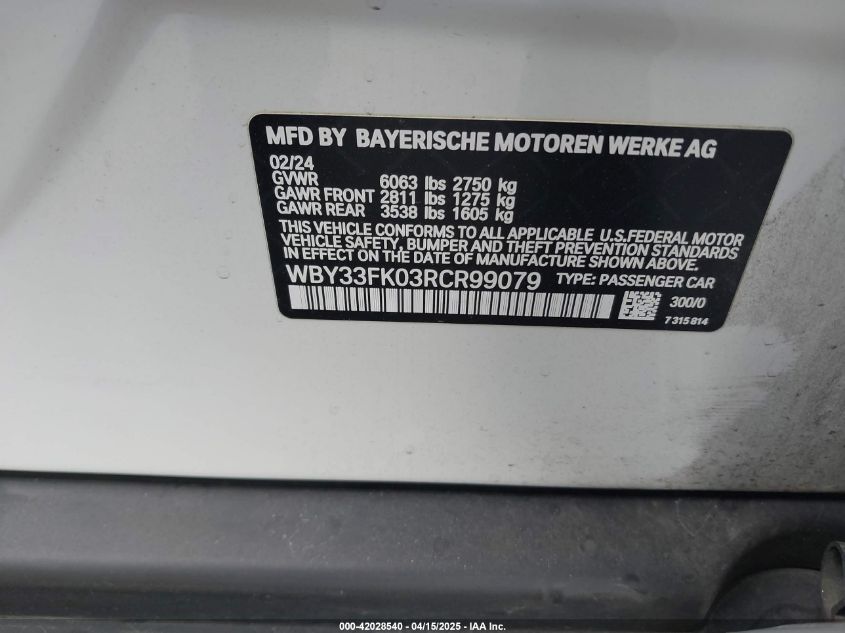 MFD BY BAYERISCHE MOTOREN WERKE AG
02/24
GVWR 6063 lbs 2750 kg
GAWR FRONT 2811 lbs 1275 kg
GAWR REAR 3538 lbs 1605 kg
THIS VEHICLE CONFORMS TO ALL APPLICABLE U.S.FEDERAL MOTOR
VEHICLE SAFETY, BUMPER AND THEFT PREVENTION STANDARDS
IN EFFECT ON THE DATE OF MANUFACTURE SHOWN ABOVE.
WBY33FK03RCR99079 TYPE: PASSENGER CAR
300/0
7 315 814
000-42028540 - 04/15/2025 - IAA Inc.